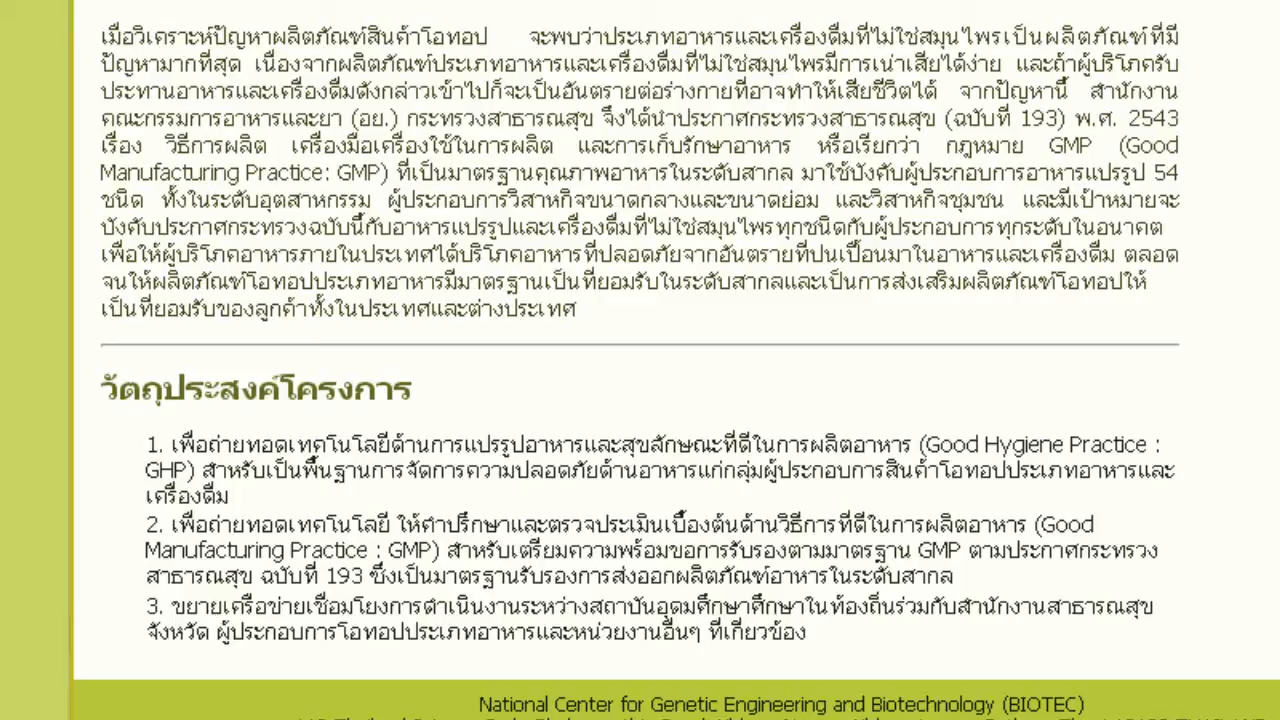 เมื่อวิเคราะห์ปัญหาผลิตภัณฑ์สินค้าโอทอป จะพบว่าประเภทอาหารและเครื่องดื่มที่ไม่ใช่สมุนไพรเป็นผลิตภัณฑ์ที่มี
ปัญหามากที่สุด เนื่องจากผลิตภัณฑ์ประเภทอาหารและเครื่องดื่มที่ไม่ใช่สมุนไพรมีการเน่าเสียได้ง่าย และถ้าผู้บริโภครับ
ประทานอาหารและเครื่องดื่มดังกล่าวเข้าไปก็จะเป็นอันตรายต่อร่างกายที่อาจทำให้เสียชีวิตได้ จากปัญหานี้ สำนักงาน
คณะกรรมการอาหารและยา (อย.) กระทรวงสาธารณสุข จึงได้นำประกาศกระทรวงสาธารณสุข (ฉบับที่ 193) พ.ศ. 2543
เรื่อง วิธีการผลิต เครื่องมือเครื่องใช้ในการผลิต และการเก็บรักษาอาหาร หรือเรียกว่า กฎหมาย GMP (Good
Manufacturing Practice: GMP) ที่เป็นมาตรฐานคุณภาพอาหารในระดับสากล มาใช้บังคับผู้ประกอบการอาหารแปรรูป 54
ชนิด ทั้งในระดับอุตสาหกรรม ผู้ประกอบการวิสาหกิจขนาดกลางและขนาดย่อม และวิสาหกิจชุมชน และมีเป้าหมายจะ
บังคับประกาศกระทรวงฉบับนี้กับอาหารแปรรูปและเครื่องดื่มที่ไม่ใช่สมุนไพรทุกชนิดกับผู้ประกอบการทุกระดับในอนาคต
เพื่อให้ผู้บริโภคอาหารภายในประเทศได้บริโภคอาหารที่ปลอดภัยจากอันตรายที่ปนเปื้อนมาในอาหารและเครื่องดื่ม ตลอด
จนให้ผลิตภัณฑ์โอทอปประเภทอาหารมีมาตรฐานเป็นที่ยอมรับในระดับสากลและเป็นการส่งเสริมผลิตภัณฑ์โอทอปให้
เป็นที่ยอมรับของลูกค้าทั้งในประเทศและต่างประเทศ
วัตถุประสงค์โครงการ
1. เพื่อถ่ายทอดเทคโนโลยีด้านการแปรรูปอาหารและสุขลักษณะที่ดีในการผลิตอาหาร (Good Hygiene Practice :
GHP) สำหรับเป็นพื้นฐานการจัดการความปลอดภัยด้านอาหารแก่กลุ่มผู้ประกอบการสินค้าโอทอปประเภทอาหารและ
เครื่องดื่ม
2. เพื่อถ่ายทอดเทคโนโลยี ให้คำปรึกษาและตรวจประเมินเบื้องต้นด้านวิธีการที่ดีในการผลิตอาหาร (Good
Manufacturing Practice : GMP) สำหรับเตรียมความพร้อมขอการรับรองตามมาตรฐาน GMP ตามประกาศกระทรวง
สาธารณสุข ฉบับที่ 193 ซึ่งเป็นมาตรฐานรับรองการส่งออกผลิตภัณฑ์อาหารในระดับสากล
3. ขยายเครือข่ายเชื่อมโยงการดำเนินงานระหว่างสถาบันอุดมศึกษาศึกษาในท้องถิ่นร่วมกับสำนักงานสาธารณสุข
จังหวัด ผู้ประกอบการโอทอปประเภทอาหารและหน่วยงานอื่นๆ ที่เกี่ยวข้อง
National Center for Genetic Engineering and Biotechnology (BIOTEC)